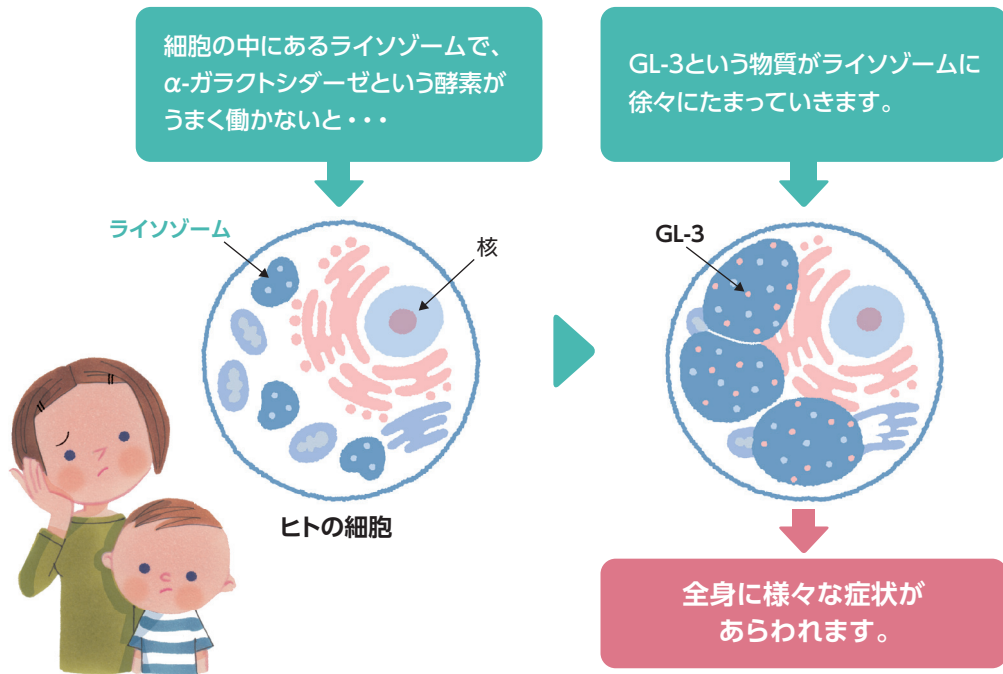 細胞の中にあるライソゾームで、
α-ガラクトシダーゼという酵素が
うまく働かないと・・・
GL-3という物質がライソゾームに
徐々にたまっていきます。
ライソゾーム
核
GL-3
ヒトの細胞
全身に様々な症状が
あらわれます。